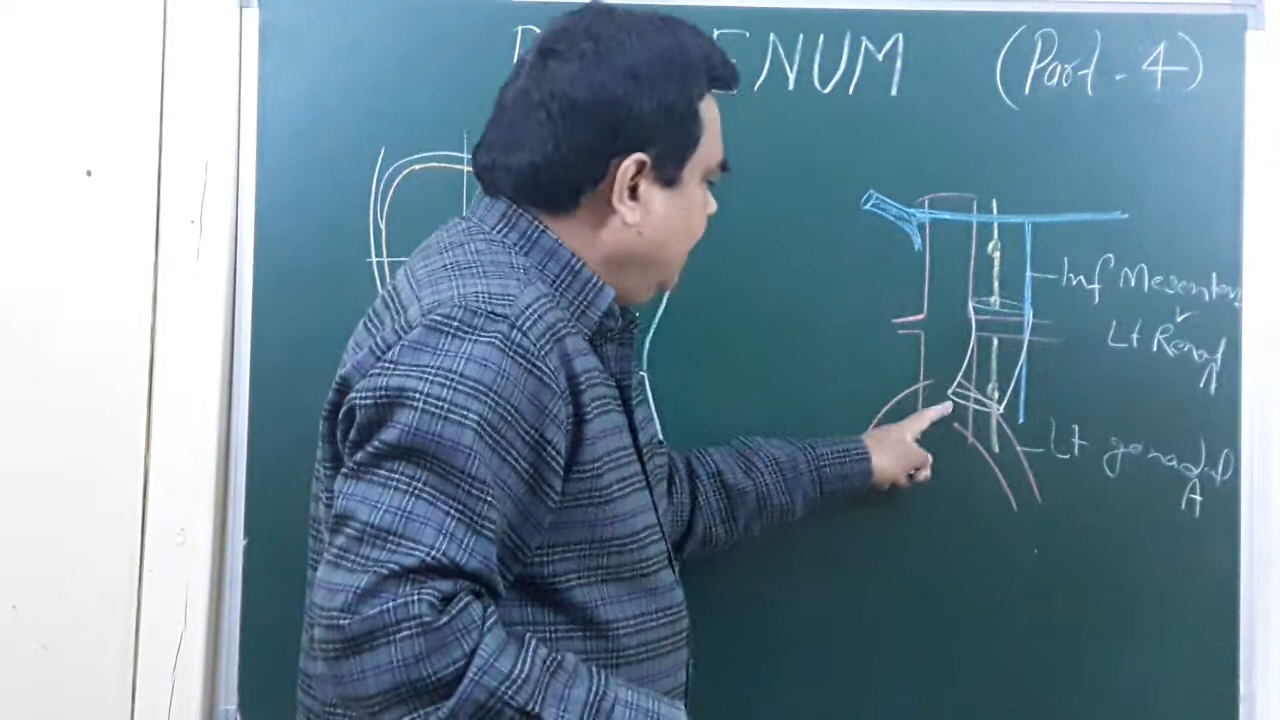 D ENUM (Part - 4)
Inf Mesenteric
v
Lt Renal
A
Lt gonadal
A